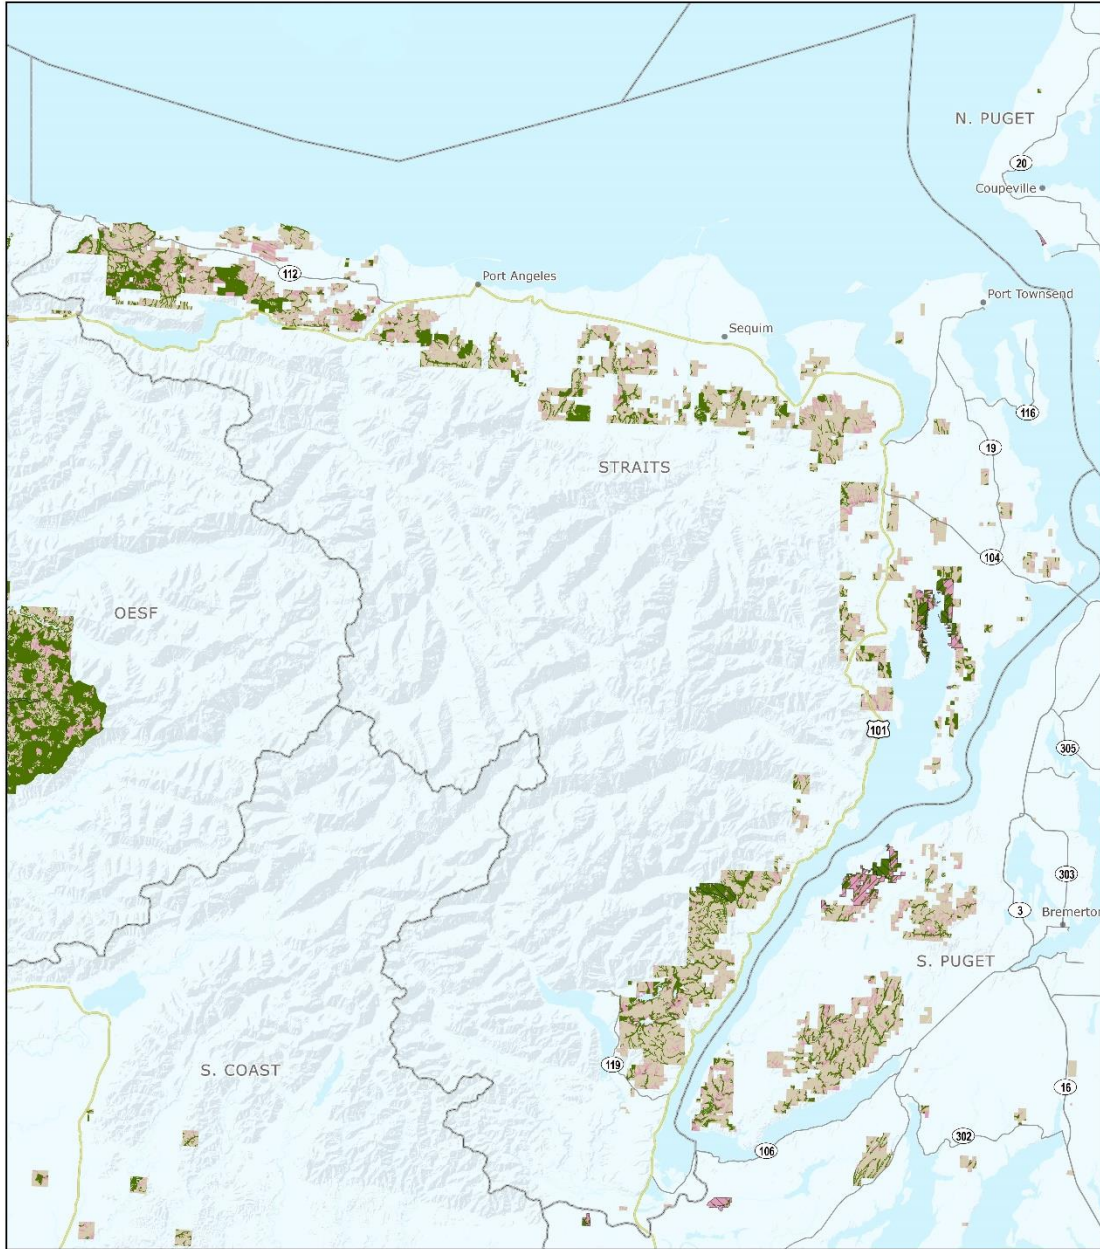 N. PUGET
20
Coupeville
112
Port Angeles
Port Townsend
Sequim
116
19
STRAITS
104
OESF
101
305
303
3
Bremerton
S. PUGET
119
S. COAST
16
302
106